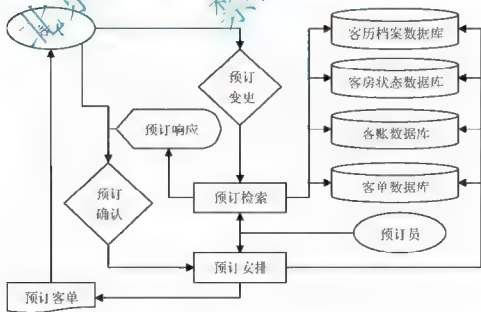 客历档案数据库
预订
变更
客房状态数据库
预订响应
客账数据库
预订
确认
预订检索
客单数据库
预订员
预订安排
预订客单